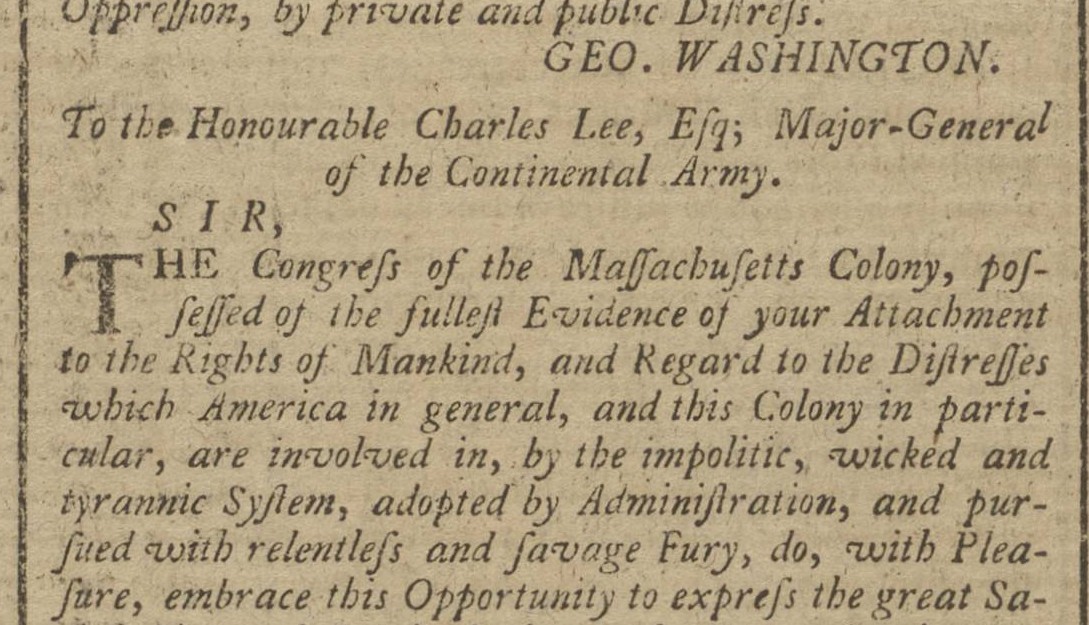 Oppreſſion, by private and public Diſtreſs.
GEO. WASHINGTON.
To the Honourable Charles Lee, Eſq; Major-General
of the Continental Army.
S I R,
THE Congreſs of the Maſſachuſetts Colony, poſ-
ſeſſed of the fulleſt Evidence of your Attachment
to the Rights of Mankind, and Regard to the Diſtreſſes
which America in general, and this Colony in parti-
cular, are involved in, by the impolitic, wicked and
tyrannic Syſtem, adopted by Adminiſtration, and pur-
ſued with relentleſs and ſavage Fury, do, with Plea-
ſure, embrace this Opportunity to expreſs the great Sa-